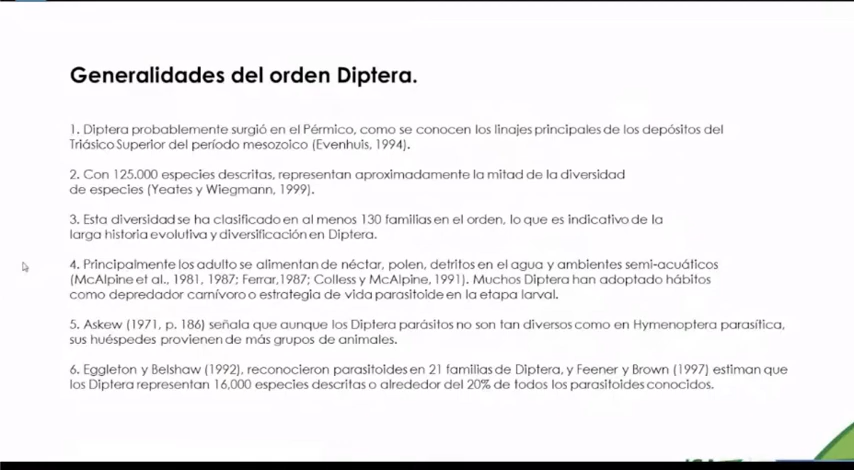 Generalidades del orden Diptera.
1. Diptera probablemente surgió en el Pérmico, como se conocen los linajes principales de los depósitos del
Triásico Superior del período mesozoico (Evenhuis, 1994).
2. Con 125.000 especies descritas, representan aproximadamente la mitad de la diversidad
de especies (Yeates y Wiegmann, 1999).
3. Esta diversidad se ha clasificado en al menos 130 familias en el orden, lo que es indicativo de la
larga historia evolutiva y diversificación en Diptera.
4. Principalmente los adulto se alimentan de néctar, polen, detritos en el agua y ambientes semi-acuáticos
(McAlpine et al., 1981, 1987; Ferrar,1987; Colless y McAlpine, 1991). Muchos Diptera han adoptado hábitos
como depredador carnívoro o estrategia de vida parasitoide en la etapa larval.
5. Askew (1971, p. 186) señala que aunque los Diptera parásitos no son tan diversos como en Hymenoptera parasítica,
sus huéspedes provienen de más grupos de animales.
6. Eggleton y Belshaw (1992), reconocieron parasitoides en 21 familias de Diptera, y Feener y Brown (1997) estiman que
los Diptera representan 16,000 especies descritas o alrededor del 20% de todos los parasitoides conocidos.